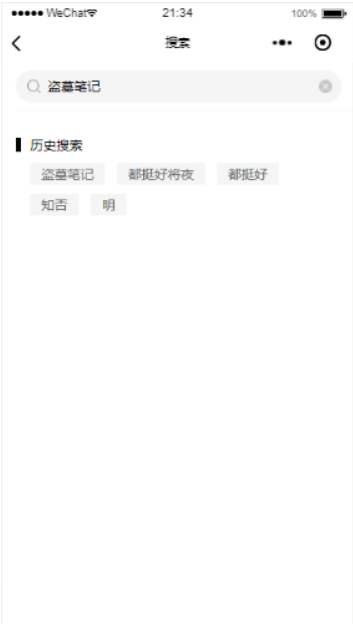 WeChat 21:34 100%
搜索
盗墓笔记
历史搜索
盗墓笔记 都挺好将夜 都挺好
知否 明